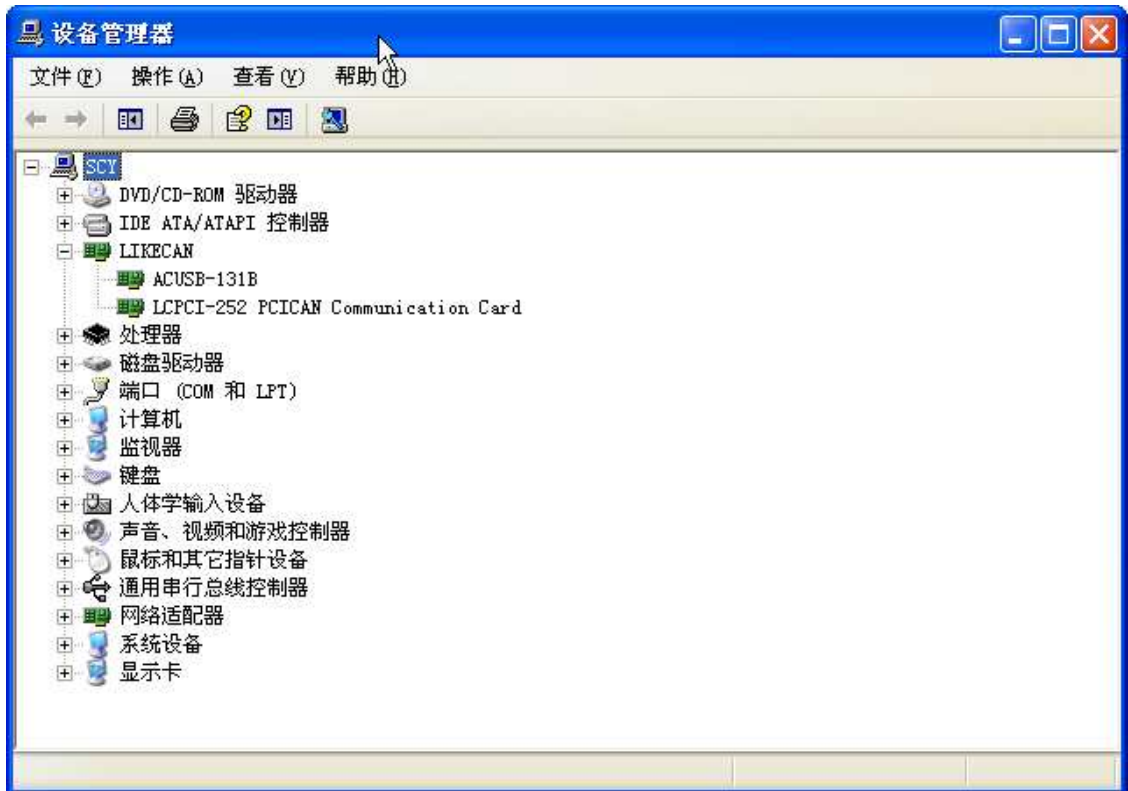 设备管理器
文件(F) 操作(A) 查看(V) 帮助(H)
SCY
DVD/CD-ROM 驱动器
IDE ATA/ATAPI 控制器
LIKECAN
ACUSB-131B
LCPCI-252 PCICAN Communication Card
处理器
磁盘驱动器
端口 (COM 和 LPT)
计算机
监视器
键盘
人体学输入设备
声音、视频和游戏控制器
鼠标和其它指针设备
通用串行总线控制器
网络适配器
系统设备
显示卡